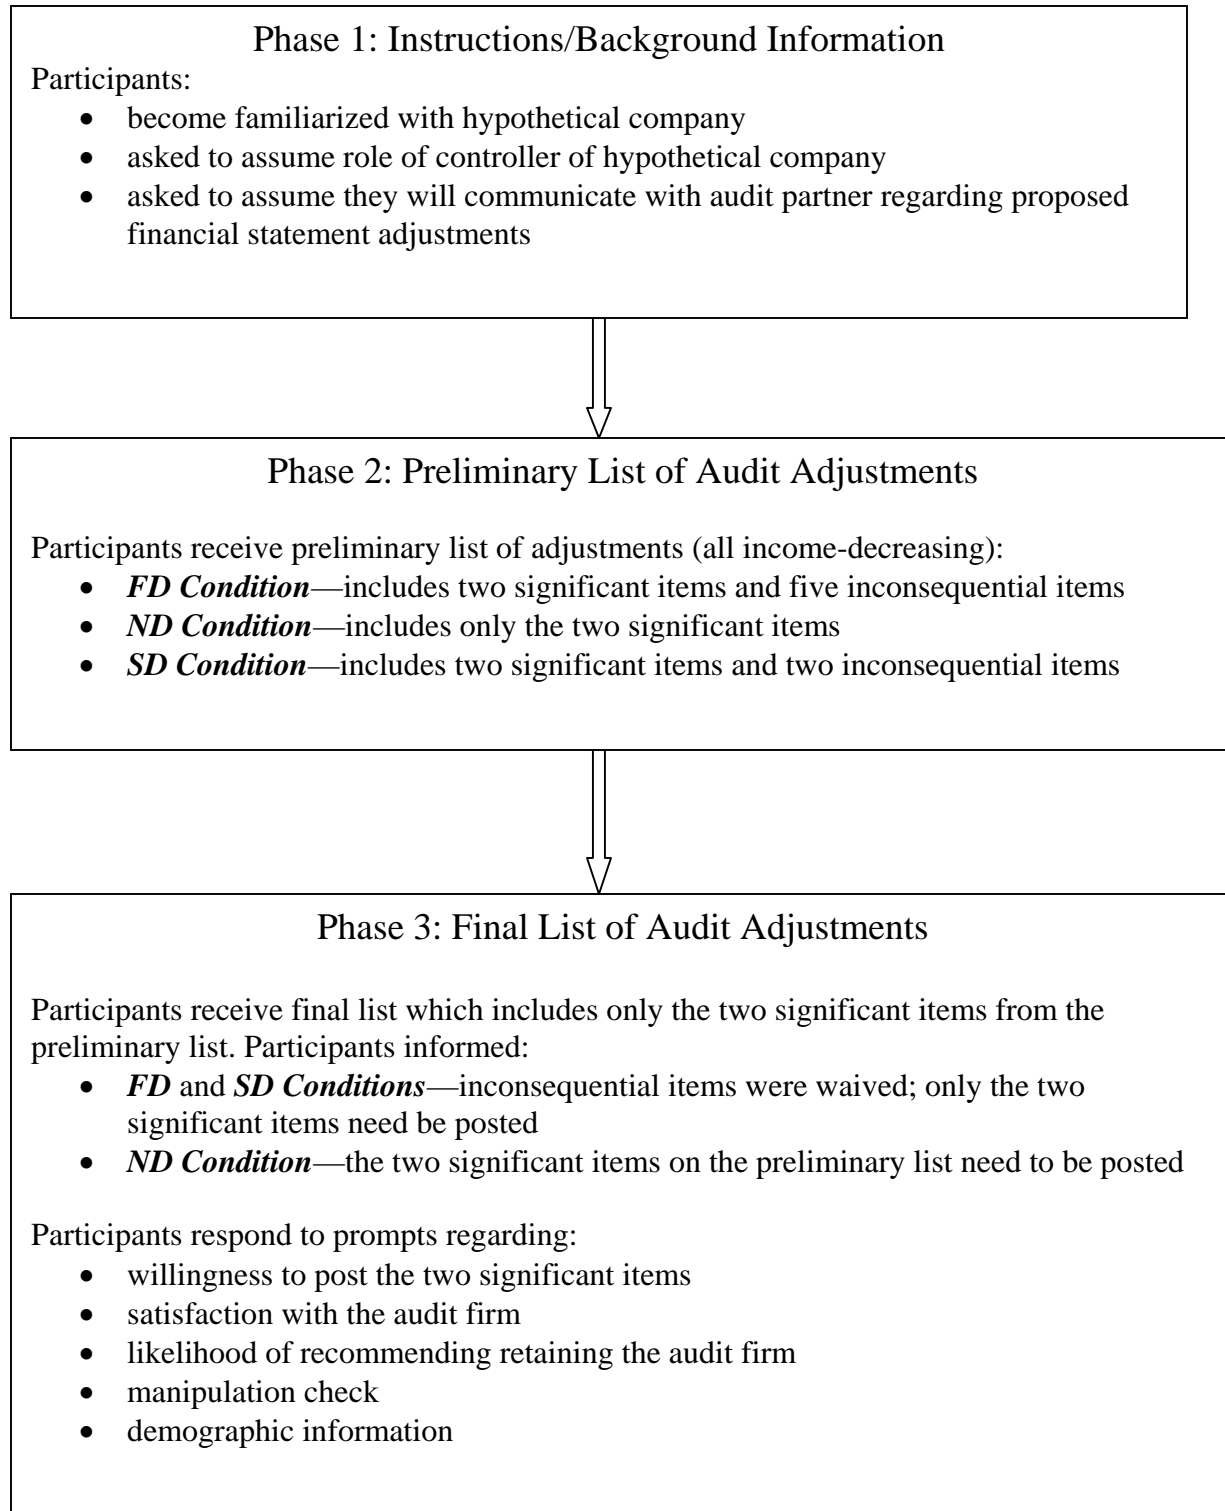 Phase 1: Instructions/Background Information
Participants:
• become familiarized with hypothetical company
• asked to assume role of controller of hypothetical company
• asked to assume they will communicate with audit partner regarding proposed
financial statement adjustments
Phase 2: Preliminary List of Audit Adjustments
Participants receive preliminary list of adjustments (all income-decreasing):
• FD Condition—includes two significant items and five inconsequential items
• ND Condition—includes only the two significant items
• SD Condition—includes two significant items and two inconsequential items
Phase 3: Final List of Audit Adjustments
Participants receive final list which includes only the two significant items from the
preliminary list. Participants informed:
• FD and SD Conditions—inconsequential items were waived; only the two
significant items need be posted
• ND Condition—the two significant items on the preliminary list need to be posted
Participants respond to prompts regarding:
• willingness to post the two significant items
• satisfaction with the audit firm
• likelihood of recommending retaining the audit firm
• manipulation check
• demographic information